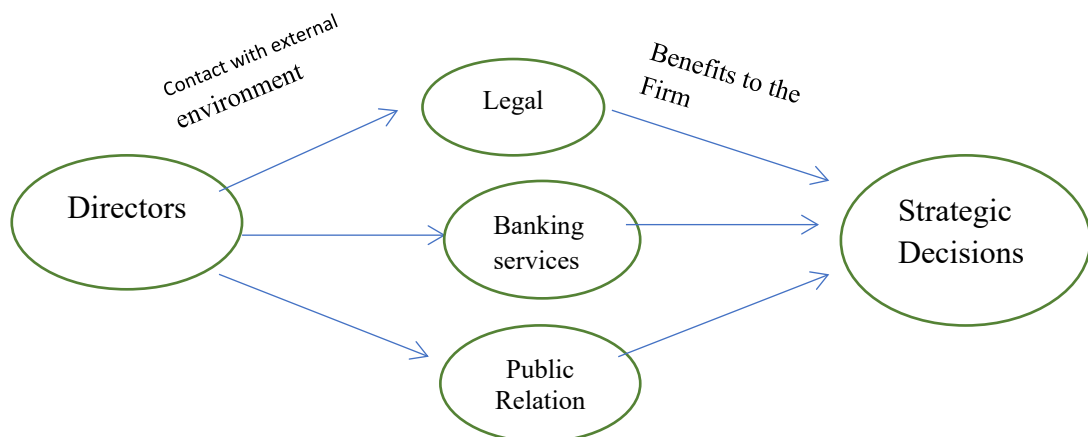 Contact with external
environment
Benefits to the
Firm
Legal
Directors
Banking
services
Strategic
Decisions
Public
Relation